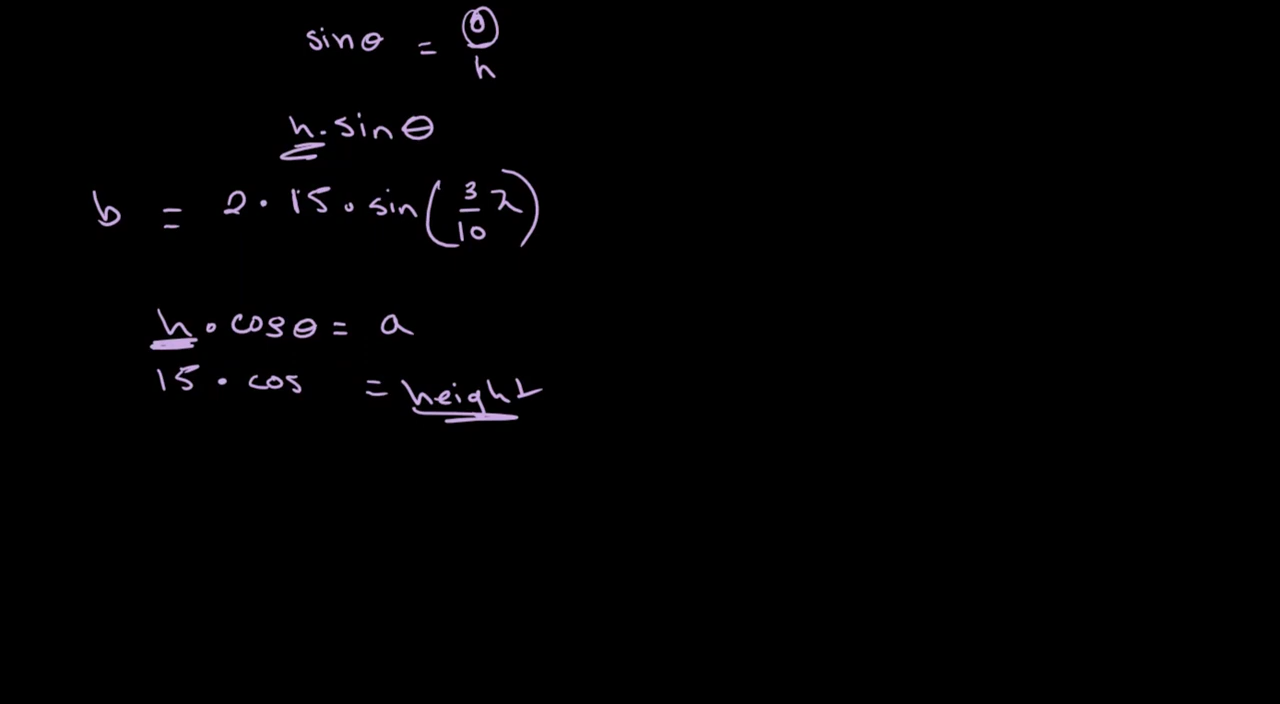 sinθ = o/h
h·sinθ
b = 2·15·sin(3/10 π)
h·cosθ = a
15·cos = height